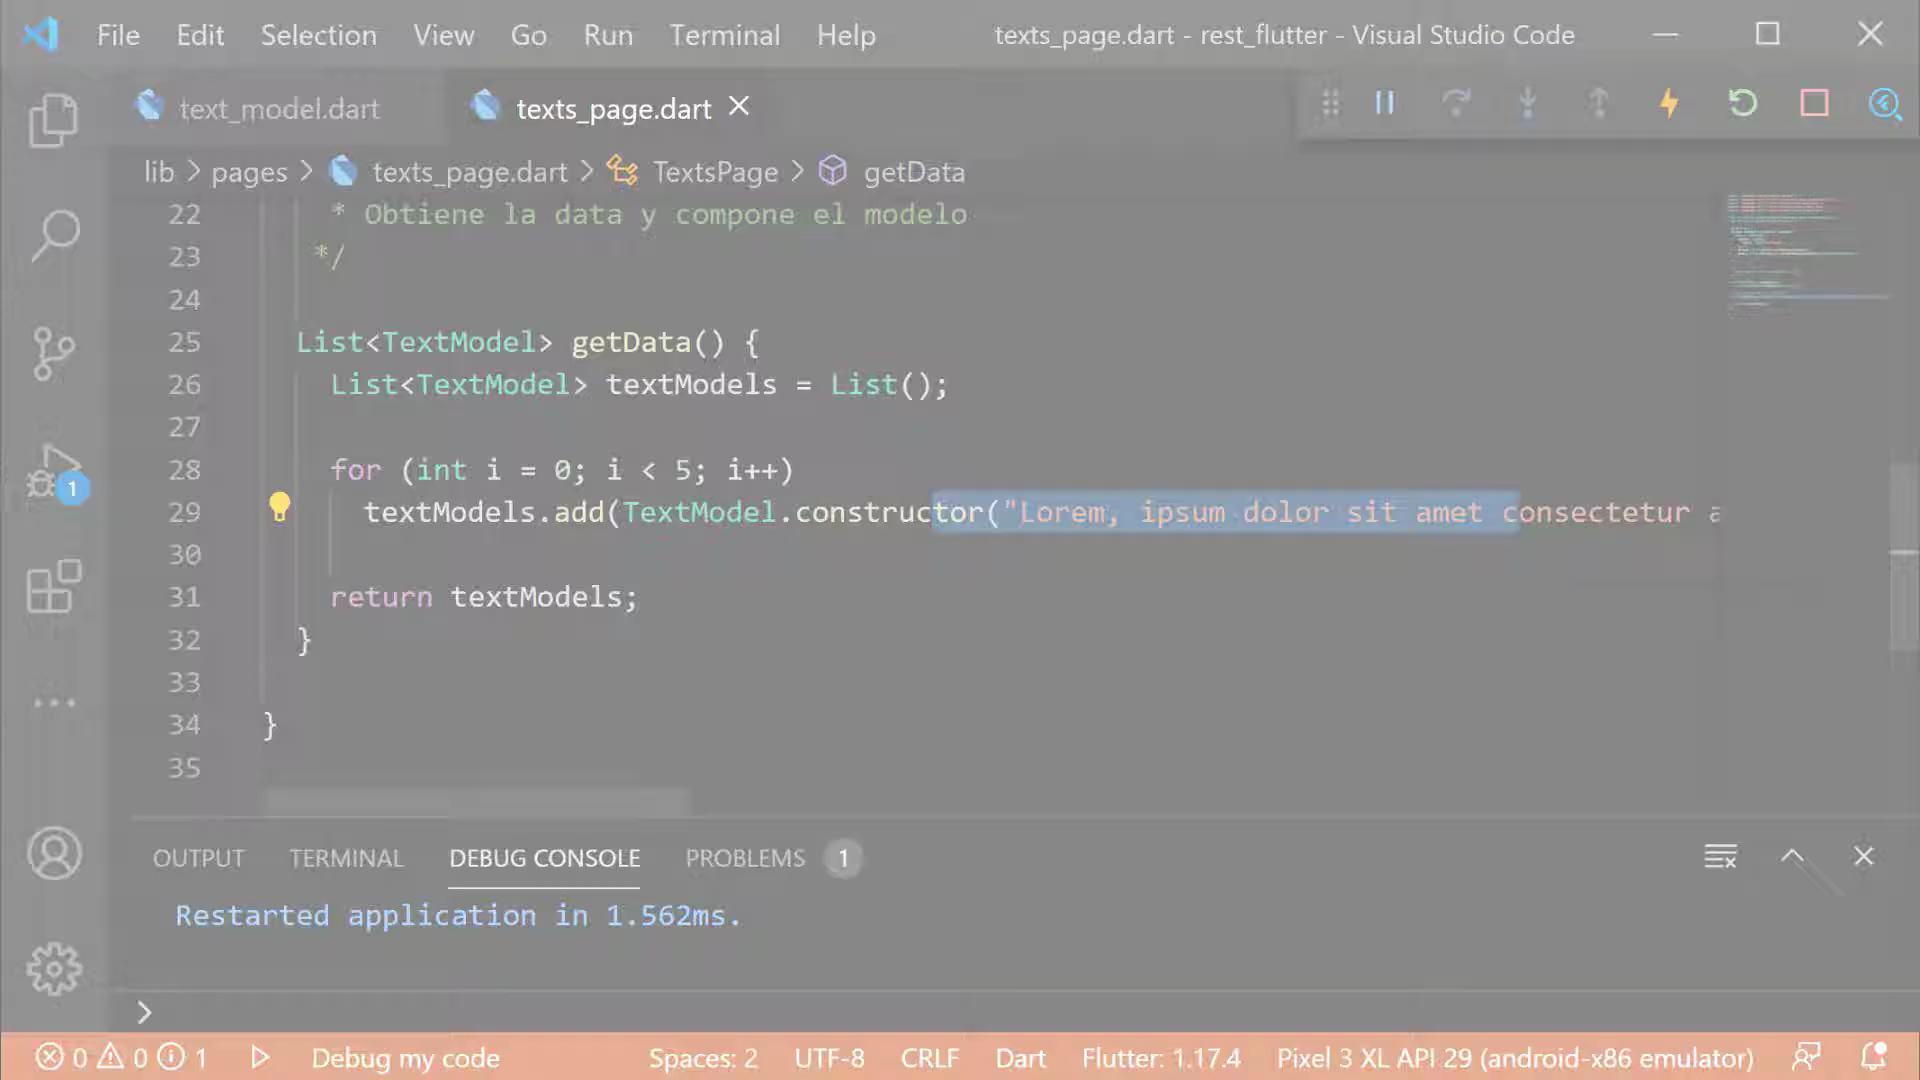 File Edit Selection View Go Run Terminal Help texts_page.dart - rest_flutter - Visual Studio Code
text_model.dart texts_page.dart
lib > pages > texts_page.dart > TextsPage > getData
22 * Obtiene la data y compone el modelo
23 */
24
25 List<TextModel> getData() {
26 List<TextModel> textModels = List();
27
28 for (int i = 0; i < 5; i++)
29 textModels.add(TextModel.constructor("Lorem, ipsum dolor sit amet consectetur a
30
31 return textModels;
32 }
33
34 }
35
1
OUTPUT TERMINAL DEBUG CONSOLE PROBLEMS 1
Restarted application in 1.562ms.
0 0 1 Debug my code Spaces: 2 UTF-8 CRLF Dart Flutter: 1.17.4 Pixel 3 XL API 29 (android-x86 emulator)